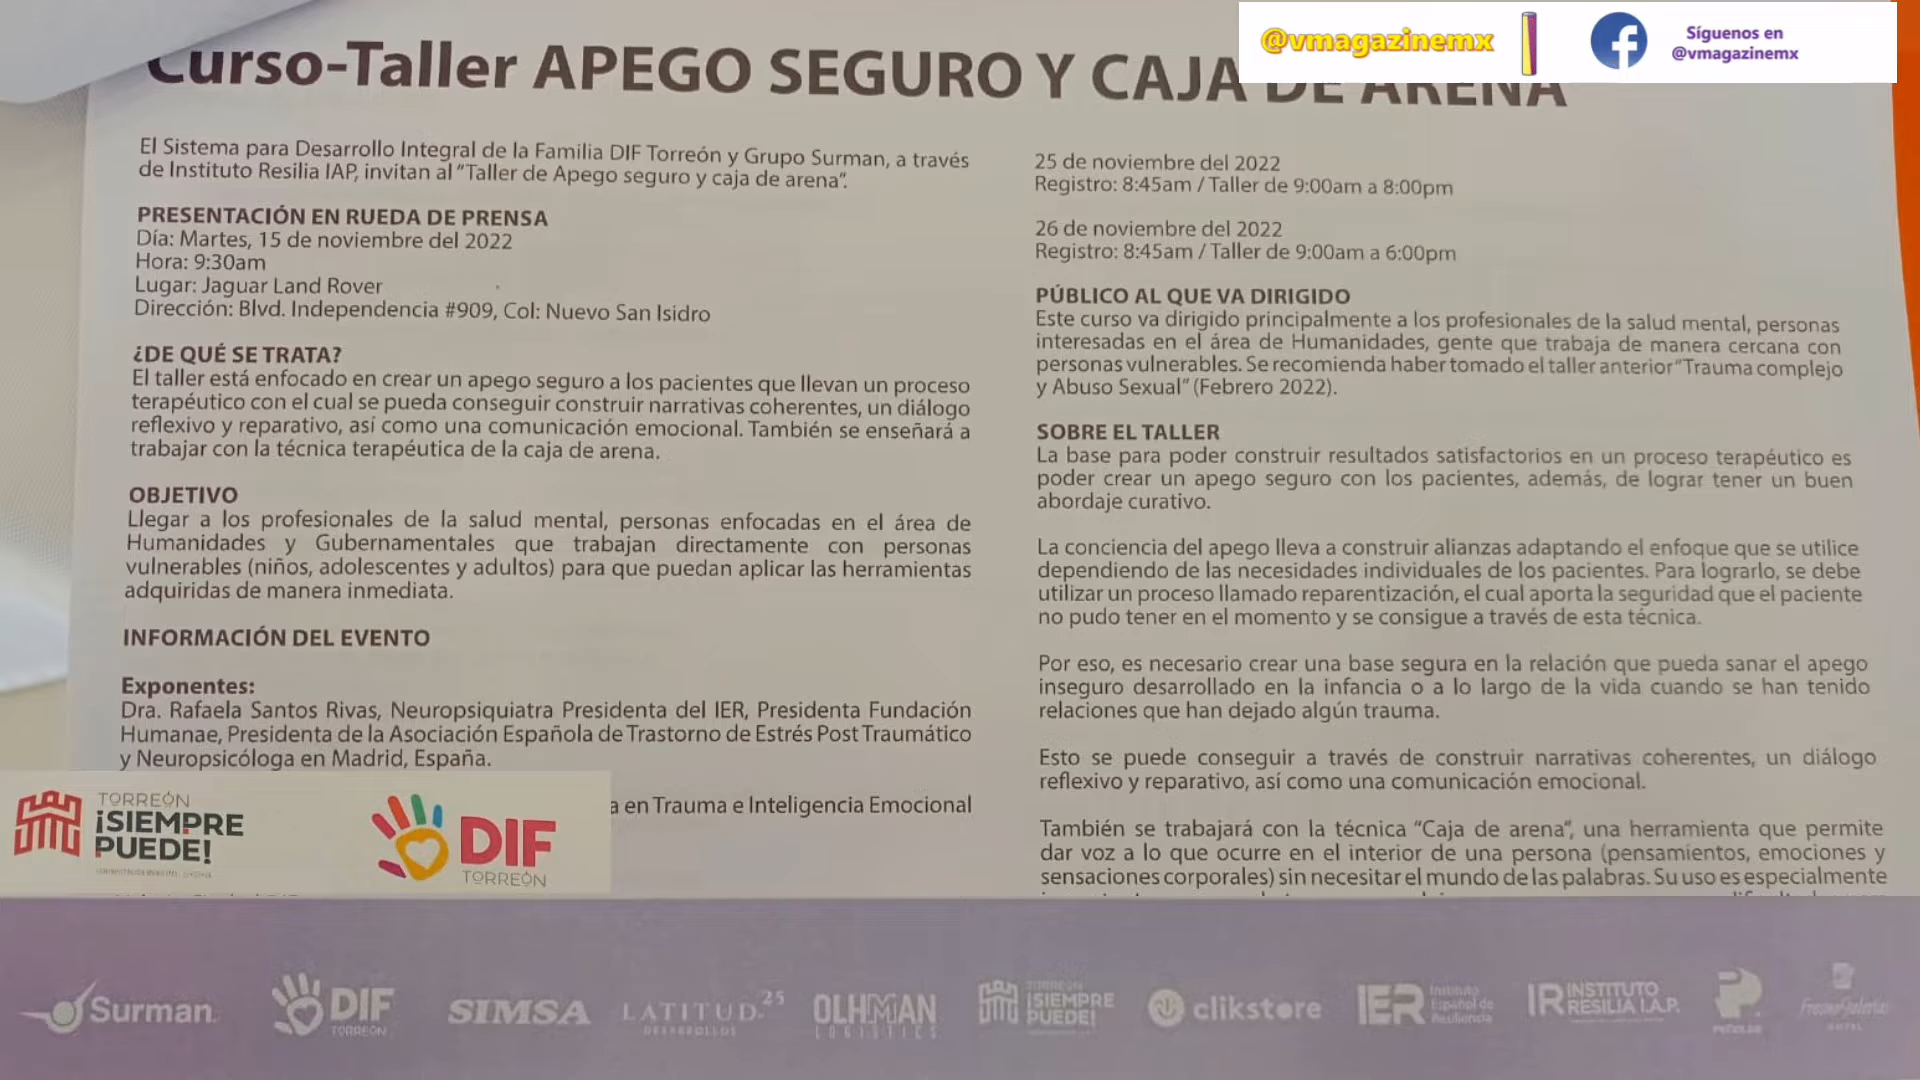 Curso-Taller APEGO SEGURO Y CAJA DE ARENA
@vmagazinemx
Síguenos en
@vmagazinemx
El Sistema para Desarrollo Integral de la Familia DIF Torreón y Grupo Surman, a través
de Instituto Resilia IAP, invitan al "Taller de Apego seguro y caja de arena".
PRESENTACIÓN EN RUEDA DE PRENSA
Día: Martes, 15 de noviembre del 2022
Hora: 9:30am
Lugar: Jaguar Land Rover
Dirección: Blvd. Independencia #909, Col: Nuevo San Isidro
¿DE QUÉ SE TRATA?
El taller está enfocado en crear un apego seguro a los pacientes que llevan un proceso
terapéutico con el cual se pueda conseguir construir narrativas coherentes, un diálogo
reflexivo y reparativo, así como una comunicación emocional. También se enseñará a
trabajar con la técnica terapéutica de la caja de arena.
OBJETIVO
Llegar a los profesionales de la salud mental, personas enfocadas en el área de
Humanidades y Gubernamentales que trabajan directamente con personas
vulnerables (niños, adolescentes y adultos) para que puedan aplicar las herramientas
adquiridas de manera inmediata.
INFORMACIÓN DEL EVENTO
Exponentes:
Dra. Rafaela Santos Rivas, Neuropsiquiatra Presidenta del IER, Presidenta Fundación
Humanae, Presidenta de la Asociación Española de Trastorno de Estrés Post Traumático
y Neuropsicóloga en Madrid, España.
a en Trauma e Inteligencia Emocional
25 de noviembre del 2022
Registro: 8:45am / Taller de 9:00am a 8:00pm
26 de noviembre del 2022
Registro: 8:45am / Taller de 9:00am a 6:00pm
PÚBLICO AL QUE VA DIRIGIDO
Este curso va dirigido principalmente a los profesionales de la salud mental, personas
interesadas en el área de Humanidades, gente que trabaja de manera cercana con
personas vulnerables. Se recomienda haber tomado el taller anterior "Trauma complejo
y Abuso Sexual" (Febrero 2022).
SOBRE EL TALLER
La base para poder construir resultados satisfactorios en un proceso terapéutico es
poder crear un apego seguro con los pacientes, además, de lograr tener un buen
abordaje curativo.
La conciencia del apego lleva a construir alianzas adaptando el enfoque que se utilice
dependiendo de las necesidades individuales de los pacientes. Para lograrlo, se debe
utilizar un proceso llamado reparentización, el cual aporta la seguridad que el paciente
no pudo tener en el momento y se consigue a través de esta técnica.
Por eso, es necesario crear una base segura en la relación que pueda sanar el apego
inseguro desarrollado en la infancia o a lo largo de la vida cuando se han tenido
relaciones que han dejado algún trauma.
Esto se puede conseguir a través de construir narrativas coherentes, un diálogo
reflexivo y reparativo, así como una comunicación emocional.
También se trabajará con la técnica "Caja de arena", una herramienta que permite
dar voz a lo que ocurre en el interior de una persona (pensamientos, emociones y
sensaciones corporales) sin necesitar el mundo de las palabras. Su uso es especialmente
TORREÓN
¡SIEMPRE
PUEDE!
DIF
TORREÓN
Surman
DIF
TORREÓN
SIMSA
LATITUD 25
DESARROLLOS
OLHMAN
LOGISTICS
TORREÓN
¡SIEMPRE
PUEDE!
clikstore
IER
Instituto
Español de
Resiliencia
IR INSTITUTO
RESILIA I.A.P.